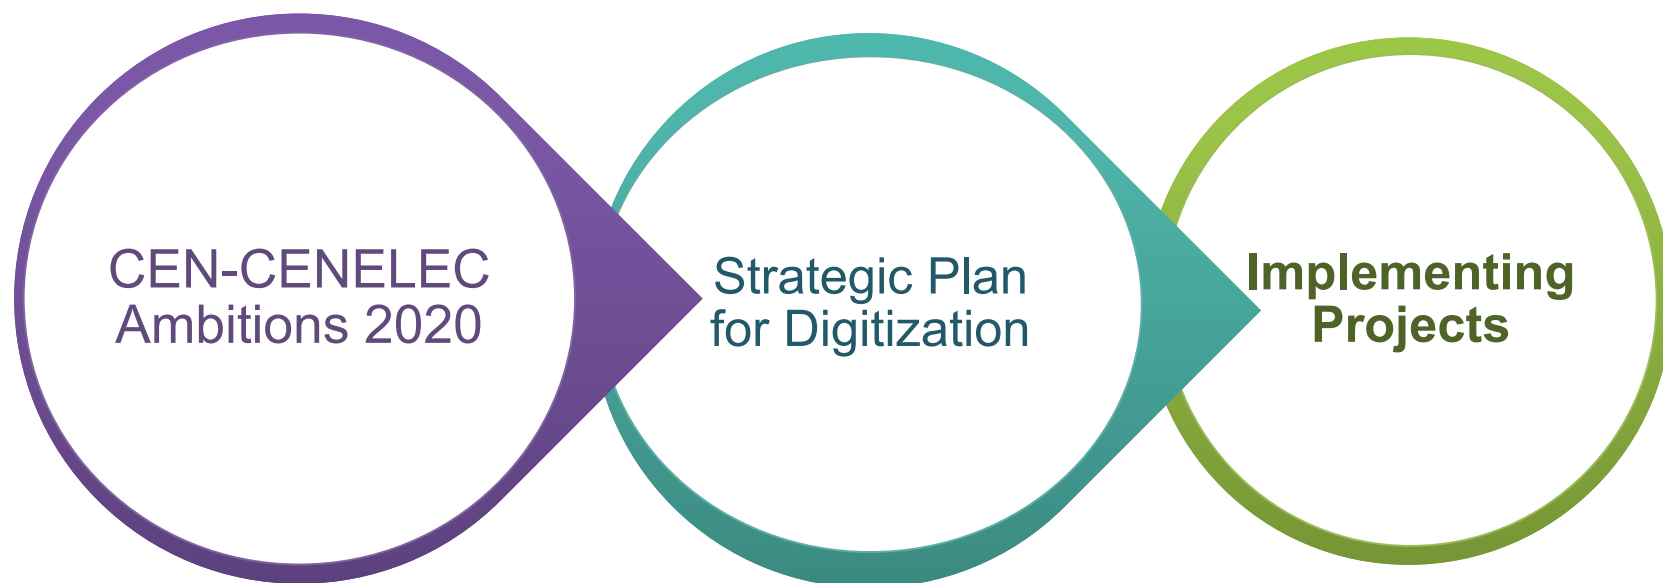 CEN-CENELEC
Ambitions 2020
Strategic Plan
for Digitization
Implementing
Projects